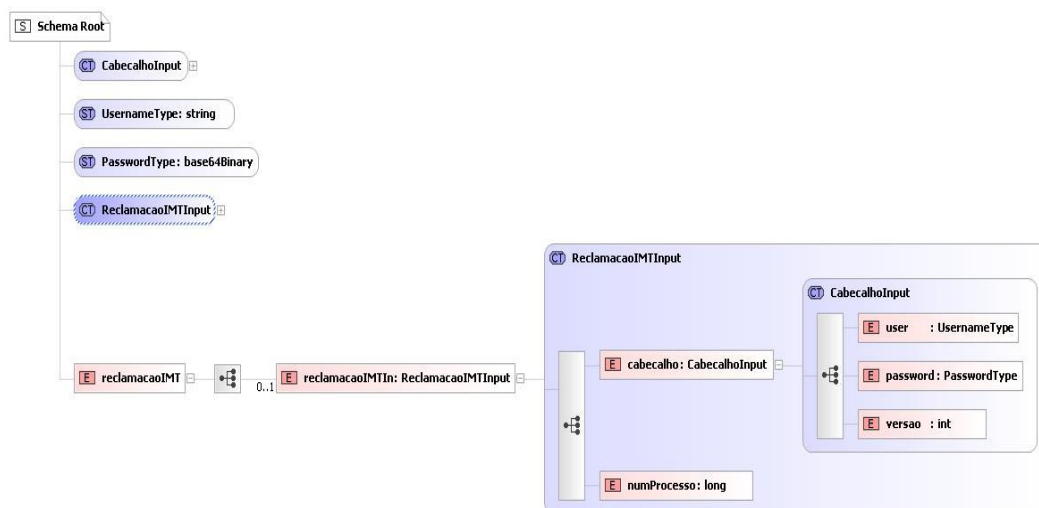 S Schema Root
CT CabecalhoInput
ST UsernameType: string
ST PasswordType: base64Binary
CT ReclamacaoIMTInput
CT ReclamacaoIMTInput
CT CabecalhoInput
E user : UsernameType
E cabecalho: CabecalhoInput
E reclamacaoIMT
0..1
E reclamacaoIMTIn: ReclamacaoIMTInput
E password: PasswordType
E versao : int
E numProcesso: long